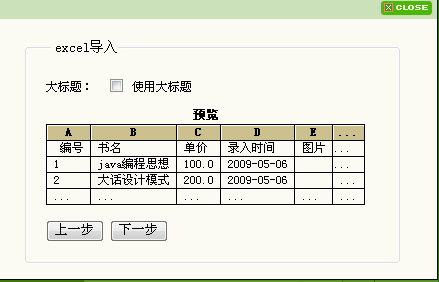 CLOSE
excel导入
大标题： 使用大标题
预览
A B C D E ...
编号 书名 单价 录入时间 图片 ...
1 java编程思想 100.0 2009-05-06
2 大话设计模式 200.0 2009-05-06 ...
... ... ... ... ... ...
上一步 下一步